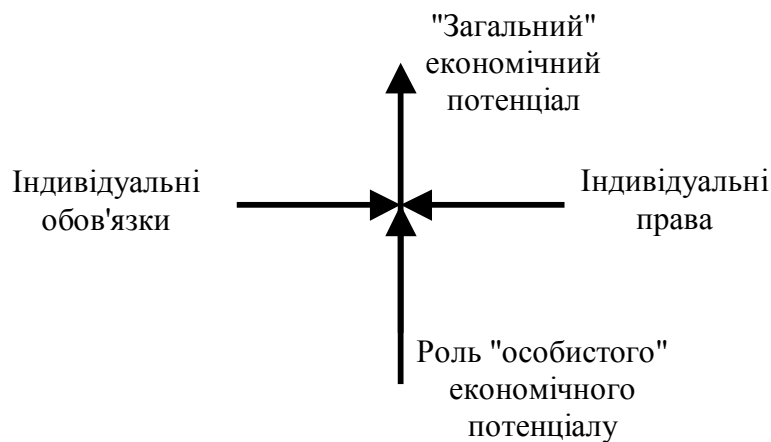 "Загальний"
економічний
потенціал
Індивідуальні
обов'язки
Індивідуальні
права
Роль "особистого"
економічного
потенціалу